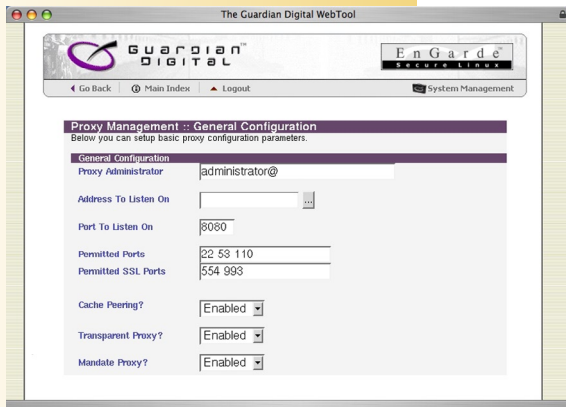 The Guardian Digital WebTool
Guardian™ Digital
EnGarde™
Secure Linux
Go Back Main Index Logout System Management
Proxy Management :: General Configuration
Below you can setup basic proxy configuration parameters.
General Configuration
Proxy Administrator administrator@
Address To Listen On ...
Port To Listen On 8080
Permitted Ports 22 53 110
Permitted SSL Ports 554 993
Cache Peering? Enabled
Transparent Proxy? Enabled
Mandate Proxy? Enabled